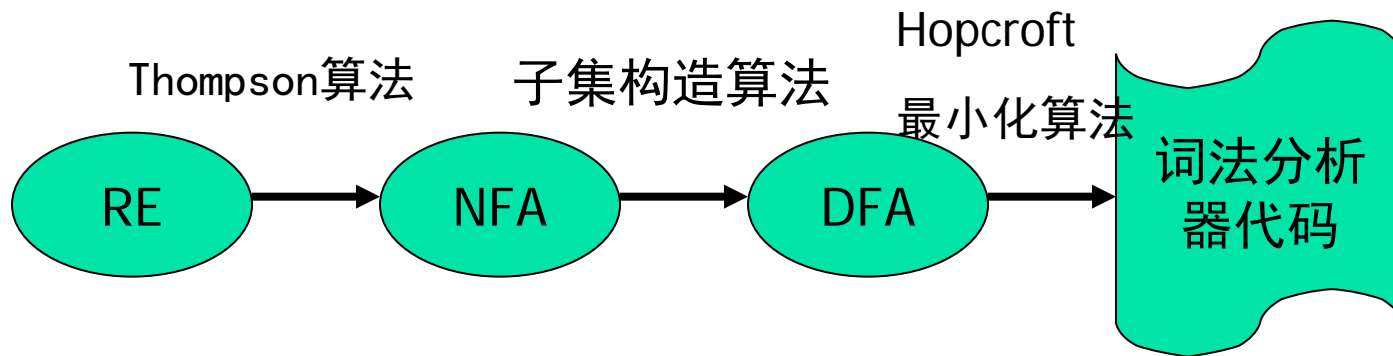 Hopcroft
Thompson算法
子集构造算法
最小化算法
RE
NFA
DFA
词法分析
器代码